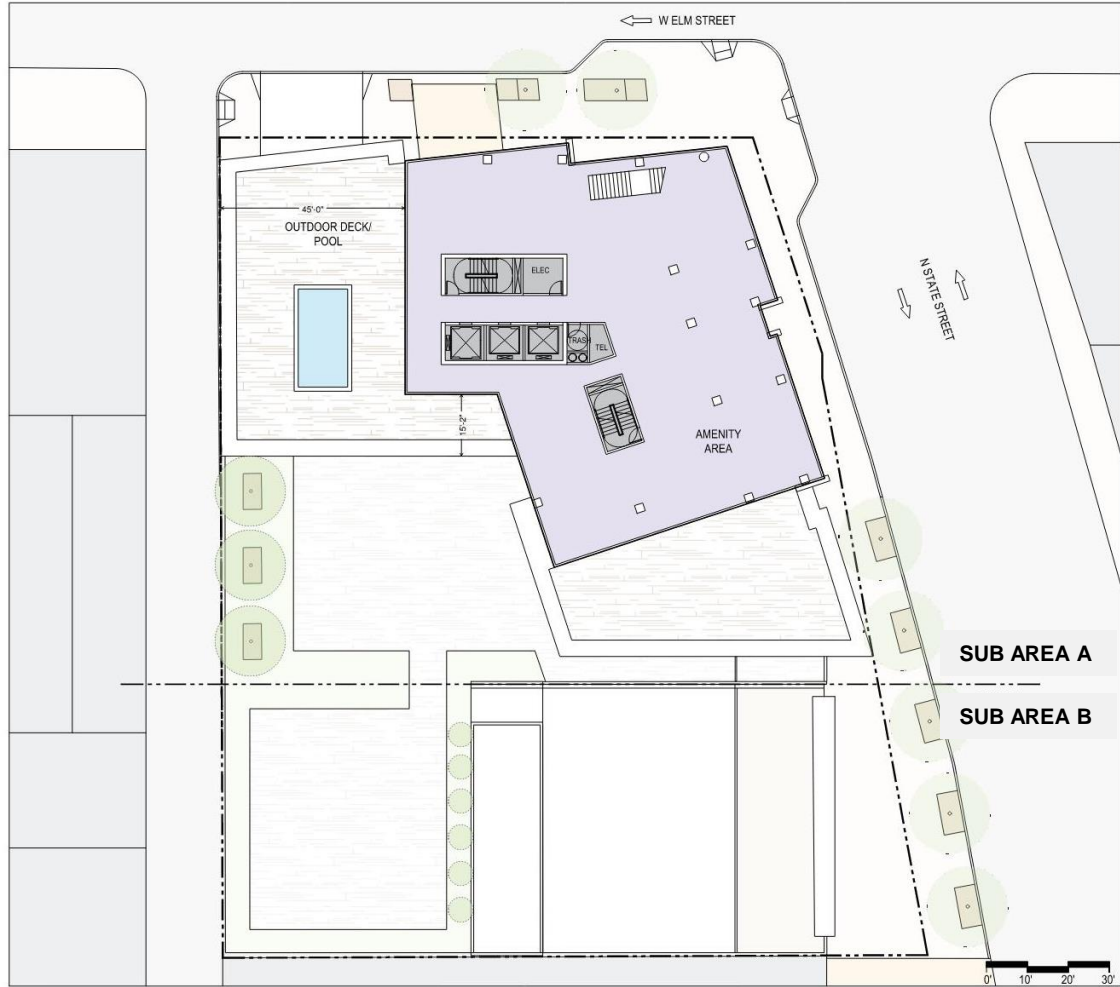 W ELM STREET
45'-0"
OUTDOOR DECK/
POOL
ELEC
N STATE STREET
TRASH
TEL
15'-2"
AMENITY
AREA
SUB AREA A
SUB AREA B
0' 10' 20' 30'